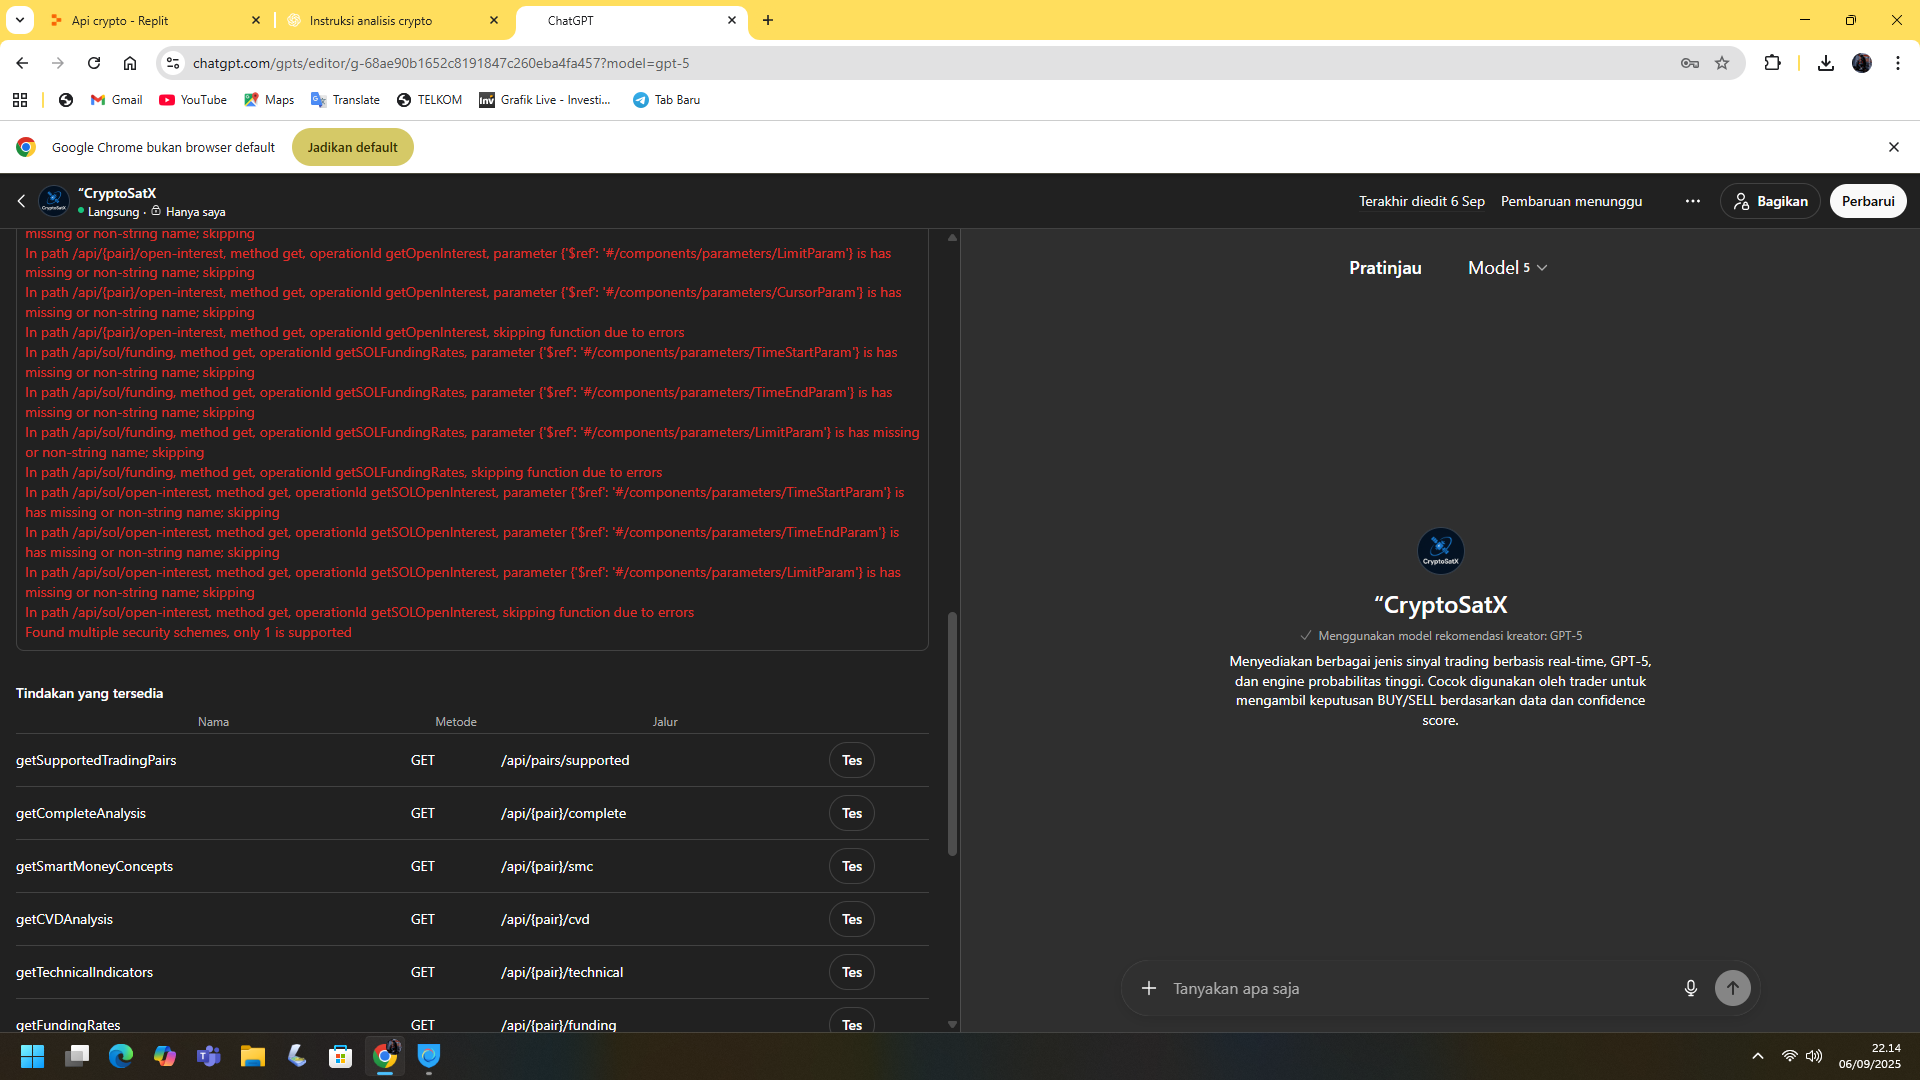 Api crypto - Replit
Instruksi analisis crypto
ChatGPT
chatgpt.com/gpts/editor/g-68ae90b1652c8191847c260eba4fa457?model=gpt-5
Gmail
YouTube
Maps
Translate
TELKOM
Grafik Live - Investi...
Tab Baru
Google Chrome bukan browser default
Jadikan default
“CryptoSatX
Langsung · Hanya saya
Terakhir diedit 6 Sep
Pembaruan menunggu
Bagikan
Perbarui
missing or non-string name; skipping
In path /api/{pair}/open-interest, method get, operationId getOpenInterest, parameter {'$ref': '#/components/parameters/LimitParam'} is has
missing or non-string name; skipping
In path /api/{pair}/open-interest, method get, operationId getOpenInterest, parameter {'$ref': '#/components/parameters/CursorParam'} is has
missing or non-string name; skipping
In path /api/{pair}/open-interest, method get, operationId getOpenInterest, skipping function due to errors
In path /api/sol/funding, method get, operationId getSOLFundingRates, parameter {'$ref': '#/components/parameters/TimeStartParam'} is has
missing or non-string name; skipping
In path /api/sol/funding, method get, operationId getSOLFundingRates, parameter {'$ref': '#/components/parameters/TimeEndParam'} is has
missing or non-string name; skipping
In path /api/sol/funding, method get, operationId getSOLFundingRates, parameter {'$ref': '#/components/parameters/LimitParam'} is has missing
or non-string name; skipping
In path /api/sol/funding, method get, operationId getSOLFundingRates, skipping function due to errors
In path /api/sol/open-interest, method get, operationId getSOLOpenInterest, parameter {'$ref': '#/components/parameters/TimeStartParam'} is
has missing or non-string name; skipping
In path /api/sol/open-interest, method get, operationId getSOLOpenInterest, parameter {'$ref': '#/components/parameters/TimeEndParam'} is
has missing or non-string name; skipping
In path /api/sol/open-interest, method get, operationId getSOLOpenInterest, parameter {'$ref': '#/components/parameters/LimitParam'} is has
missing or non-string name; skipping
In path /api/sol/open-interest, method get, operationId getSOLOpenInterest, skipping function due to errors
Found multiple security schemes, only 1 is supported
Tindakan yang tersedia
Nama Metode Jalur
getSupportedTradingPairs GET /api/pairs/supported Tes
getCompleteAnalysis GET /api/{pair}/complete Tes
getSmartMoneyConcepts GET /api/{pair}/smc Tes
getCVDAnalysis GET /api/{pair}/cvd Tes
getTechnicalIndicators GET /api/{pair}/technical Tes
getFundingRates GET /api/{pair}/funding Tes
Pratinjau
Model 5
CryptoSatX
“CryptoSatX
Menggunakan model rekomendasi kreator: GPT-5
Menyediakan berbagai jenis sinyal trading berbasis real-time, GPT-5,
dan engine probabilitas tinggi. Cocok digunakan oleh trader untuk
mengambil keputusan BUY/SELL berdasarkan data dan confidence
score.
Tanyakan apa saja
22.14
06/09/2025